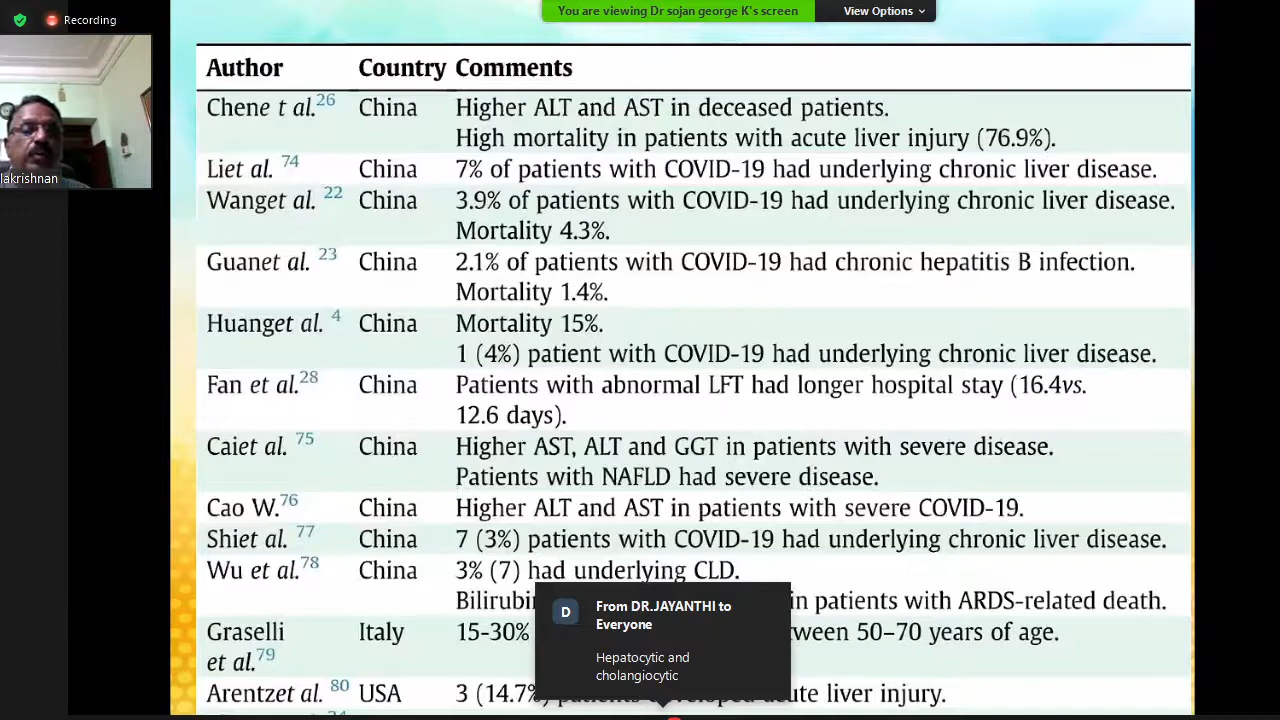 Recording
You are viewing Dr sojan george K's screen
View Options
lakrishnan
Author Country Comments
Chene t al.26 China Higher ALT and AST in deceased patients.
High mortality in patients with acute liver injury (76.9%).
Liet al. 74 China 7% of patients with COVID-19 had underlying chronic liver disease.
Wanget al. 22 China 3.9% of patients with COVID-19 had underlying chronic liver disease.
Mortality 4.3%.
Guanet al. 23 China 2.1% of patients with COVID-19 had chronic hepatitis B infection.
Mortality 1.4%.
Huanget al. 4 China Mortality 15%.
1 (4%) patient with COVID-19 had underlying chronic liver disease.
Fan et al.28 China Patients with abnormal LFT had longer hospital stay (16.4vs.
12.6 days).
Caiet al. 75 China Higher AST, ALT and GGT in patients with severe disease.
Patients with NAFLD had severe disease.
Cao W.76 China Higher ALT and AST in patients with severe COVID-19.
Shiet al. 77 China 7 (3%) patients with COVID-19 had underlying chronic liver disease.
Wu et al.78 China 3% (7) had underlying CLD.
in patients with ARDS-related death.
Graselli Italy 15-30% 50–70 years of age.
et al.79
Arentzet al. 80 USA 3 (14.7%) patients developed acute liver injury.
D
From DR.JAYANTHI to
Everyone
Hepatocytic and
cholangiocytic